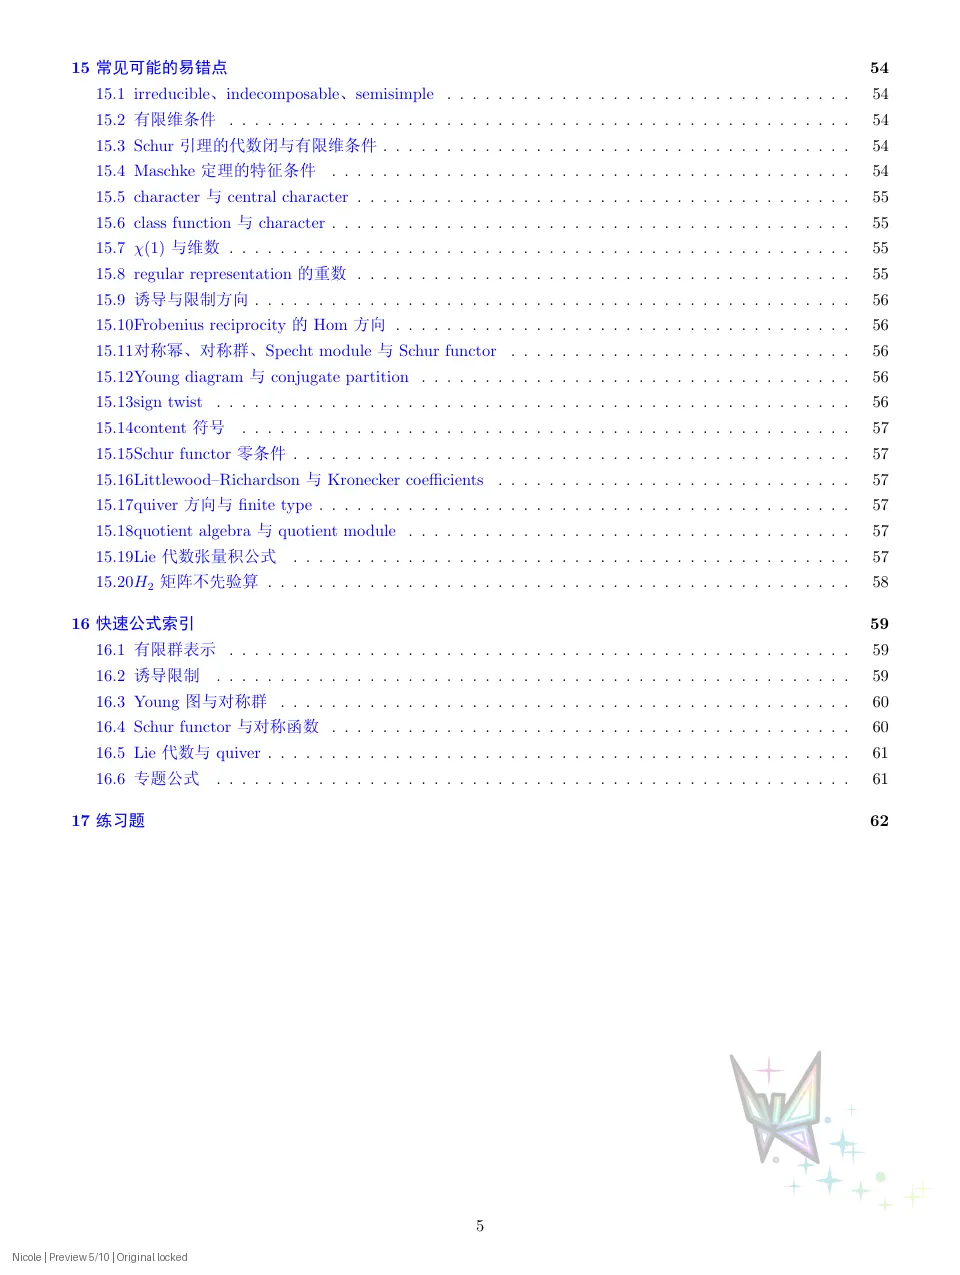 15 常见可能的易错点 54
15.1 irreducible、indecomposable、semisimple 54
15.2 有限维条件 54
15.3 Schur 引理的代数闭与有限维条件 54
15.4 Maschke 定理的特征条件 54
15.5 character 与 central character 55
15.6 class function 与 character 55
15.7 χ(1) 与维数 55
15.8 regular representation 的重数 55
15.9 诱导与限制方向 56
15.10Frobenius reciprocity 的 Hom 方向 56
15.11对称幂、对称群、Specht module 与 Schur functor 56
15.12Young diagram 与 conjugate partition 56
15.13sign twist 56
15.14content 符号 57
15.15Schur functor 零条件 57
15.16Littlewood–Richardson 与 Kronecker coefficients 57
15.17quiver 方向与 finite type 57
15.18quotient algebra 与 quotient module 57
15.19Lie 代数张量积公式 57
15.20H₂ 矩阵不先验算 58
16 快速公式索引 59
16.1 有限群表示 59
16.2 诱导限制 59
16.3 Young 图与对称群 60
16.4 Schur functor 与对称函数 60
16.5 Lie 代数与 quiver 61
16.6 专题公式 61
17 练习题 62
5
Nicole | Preview 5/10 | Original locked